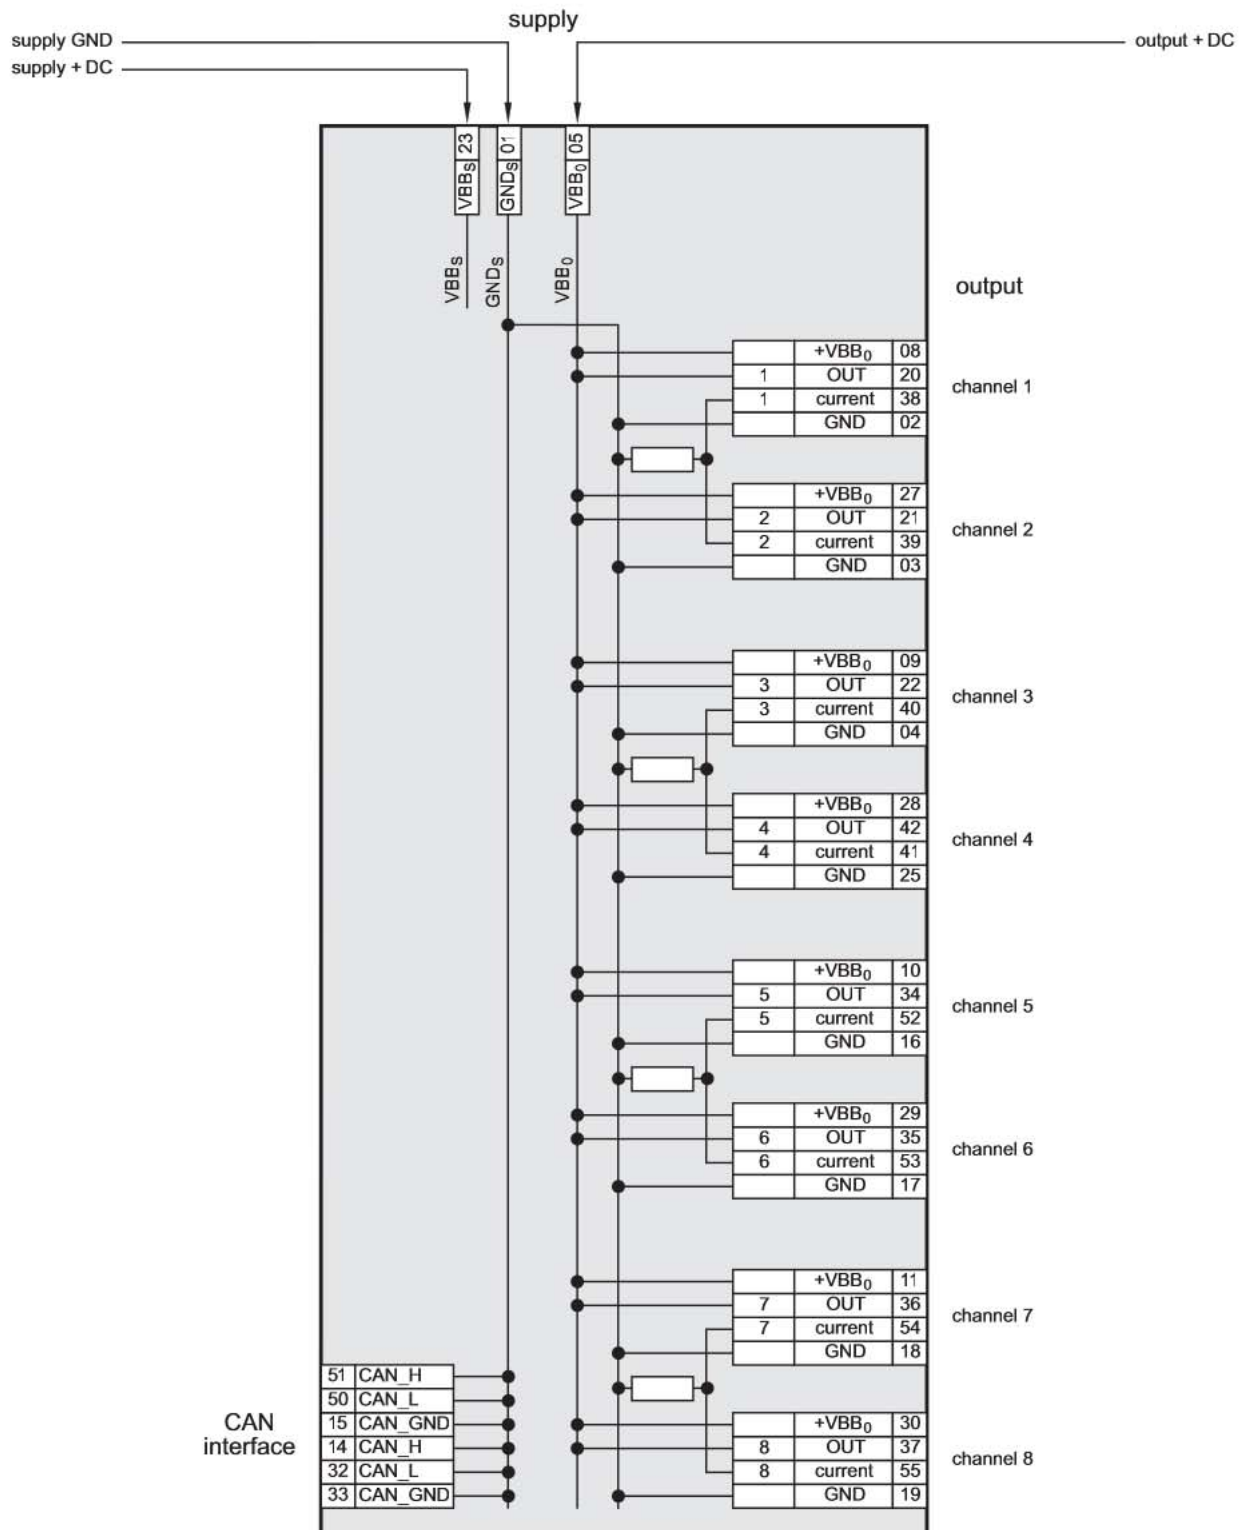 supply
supply GND
output + DC
supply + DC
23 VBBS
01 GNDS
05 VBB0
VBBS
GNDS
VBB0
output
+VBB0 08
1 OUT 20
1 current 38
GND 02
channel 1
+VBB0 27
2 OUT 21
2 current 39
GND 03
channel 2
+VBB0 09
3 OUT 22
3 current 40
GND 04
channel 3
+VBB0 28
4 OUT 42
4 current 41
GND 25
channel 4
+VBB0 10
5 OUT 34
5 current 52
GND 16
channel 5
+VBB0 29
6 OUT 35
6 current 53
GND 17
channel 6
+VBB0 11
7 OUT 36
7 current 54
GND 18
channel 7
+VBB0 30
8 OUT 37
8 current 55
GND 19
channel 8
CAN
interface
51 CAN_H
50 CAN_L
15 CAN_GND
14 CAN_H
32 CAN_L
33 CAN_GND